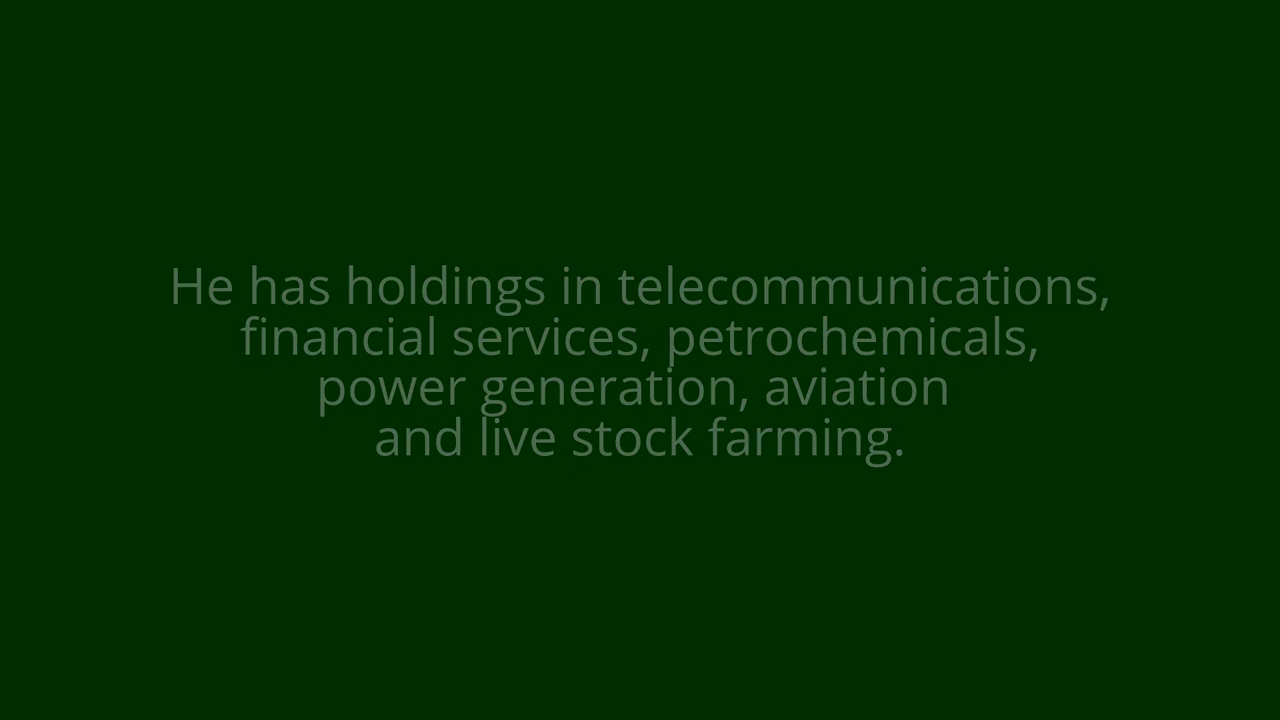 He has holdings in telecommunications,
financial services, petrochemicals,
power generation, aviation
and live stock farming.